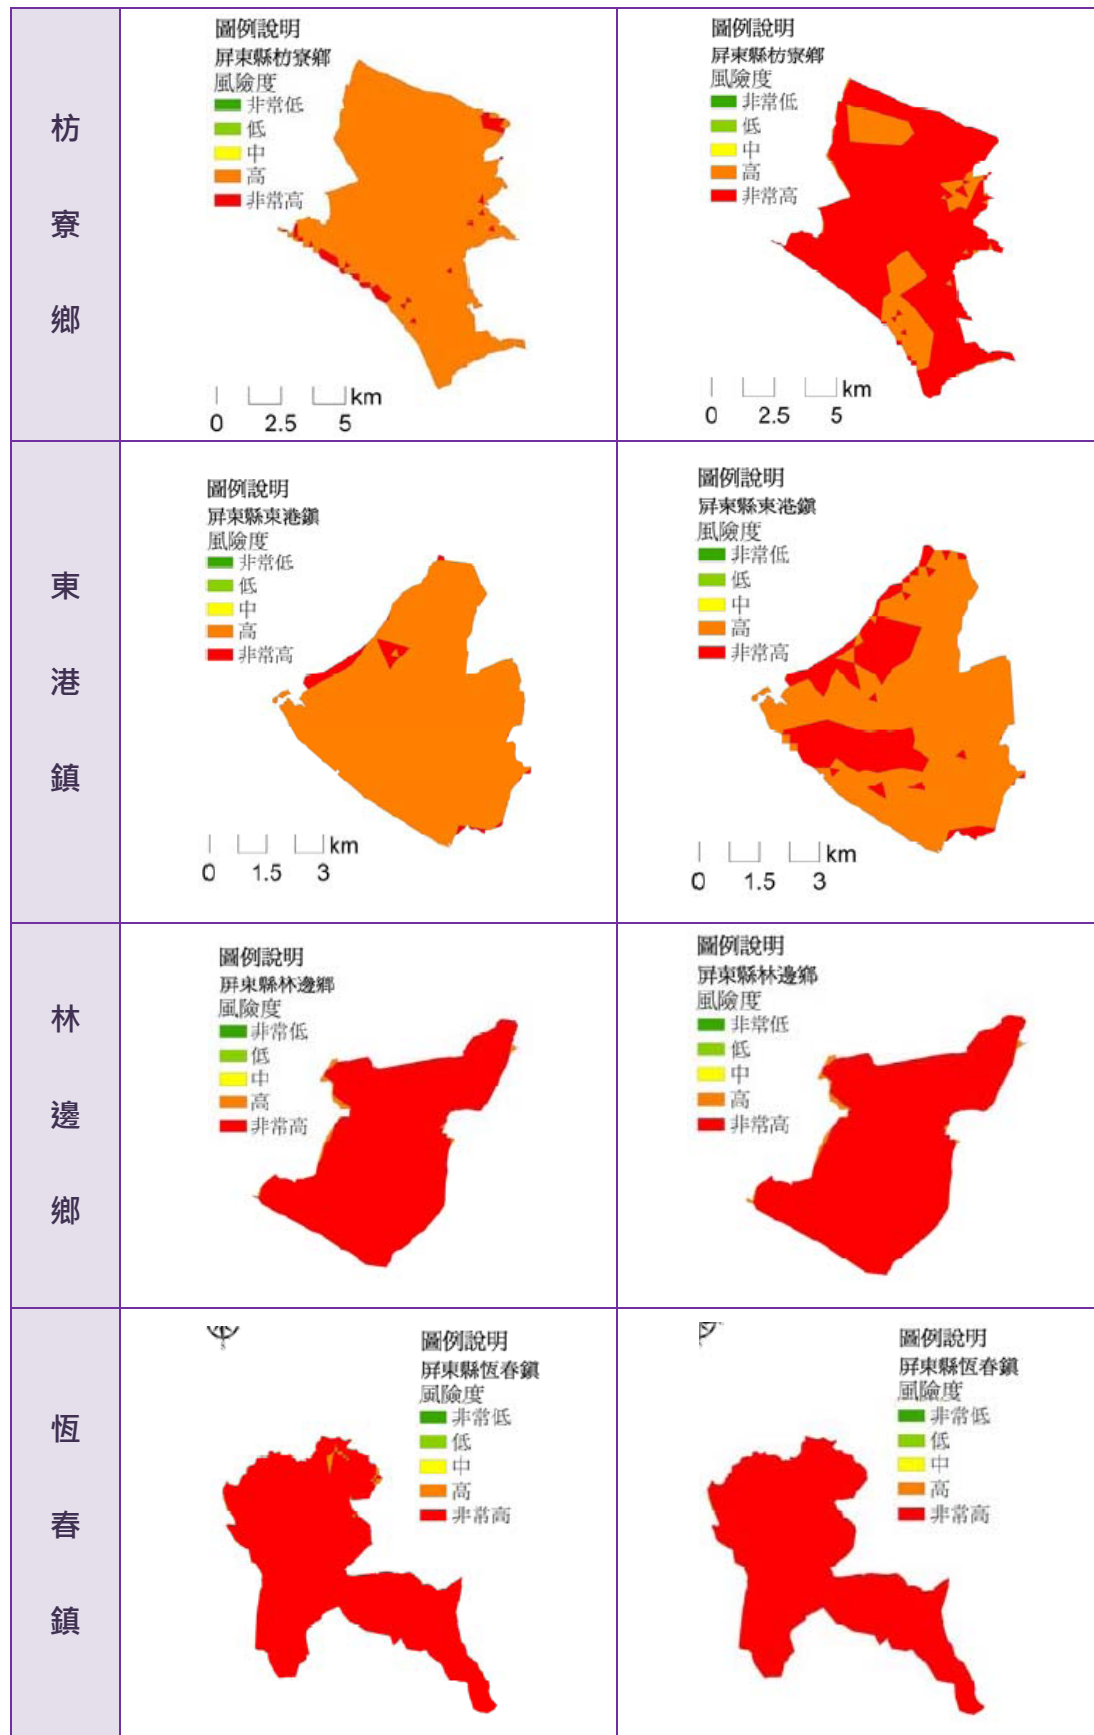 枋寮鄉
圖例說明
屏東縣枋寮鄉
風險度
非常低
低
中
高
非常高
km
0 2.5 5
圖例說明
屏東縣枋寮鄉
風險度
非常低
低
中
高
非常高
km
0 2.5 5
東港鎮
圖例說明
屏東縣東港鎮
風險度
非常低
低
中
高
非常高
km
0 1.5 3
圖例說明
屏東縣東港鎮
風險度
非常低
低
中
高
非常高
km
0 1.5 3
林邊鄉
圖例說明
屏東縣林邊鄉
風險度
非常低
低
中
高
非常高
圖例說明
屏東縣林邊鄉
風險度
非常低
低
中
高
非常高
恆春鎮
圖例說明
屏東縣恆春鎮
風險度
非常低
低
中
高
非常高
圖例說明
屏東縣恆春鎮
風險度
非常低
低
中
高
非常高